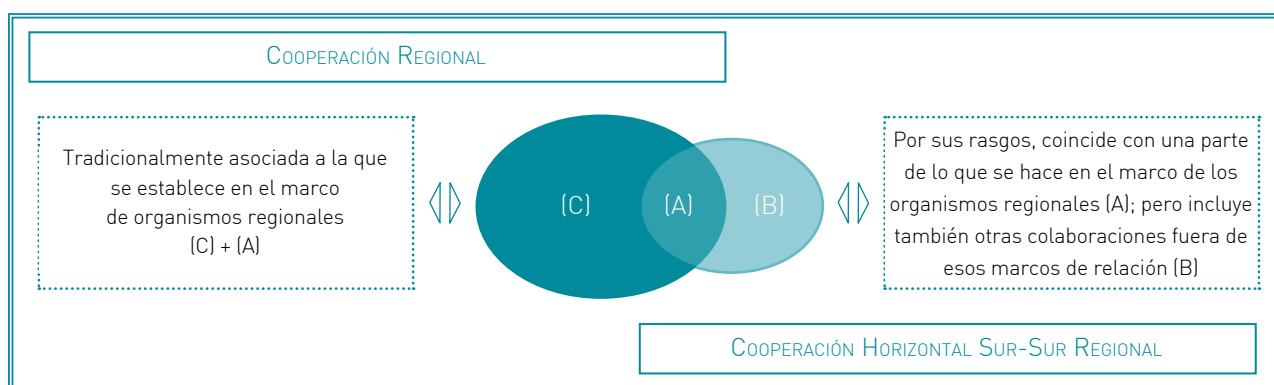 COOPERACIÓN REGIONAL
Tradicionalmente asociada a la que
se establece en el marco
de organismos regionales
(C) + (A)
(C)
(A)
(B)
Por sus rasgos, coincide con una parte
de lo que se hace en el marco de los
organismos regionales (A); pero incluye
también otras colaboraciones fuera de
esos marcos de relación (B)
COOPERACIÓN HORIZONTAL SUR-SUR REGIONAL